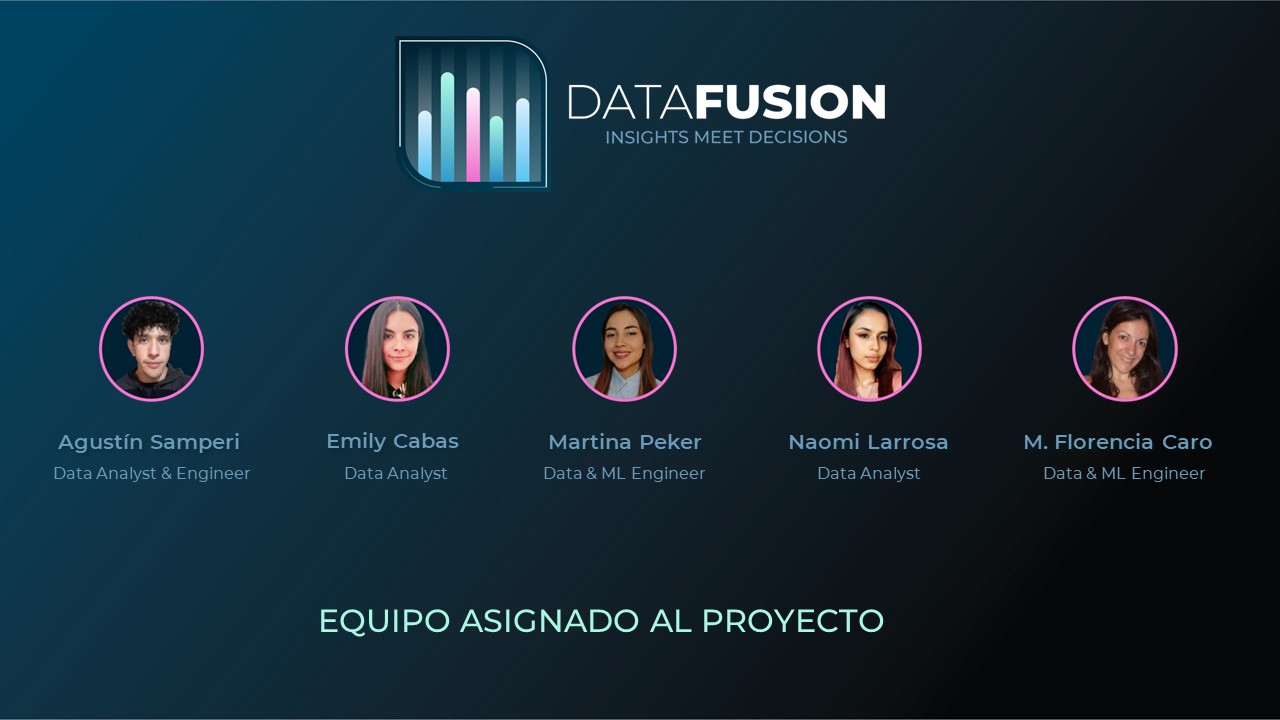 DATAFUSION
INSIGHTS MEET DECISIONS
Agustín Samperi
Emily Cabas
Martina Peker
Naomi Larrosa
M. Florencia Caro
Data Analyst & Engineer
Data Analyst
Data & ML Engineer
Data Analyst
Data & ML Engineer
EQUIPO ASIGNADO AL PROYECTO